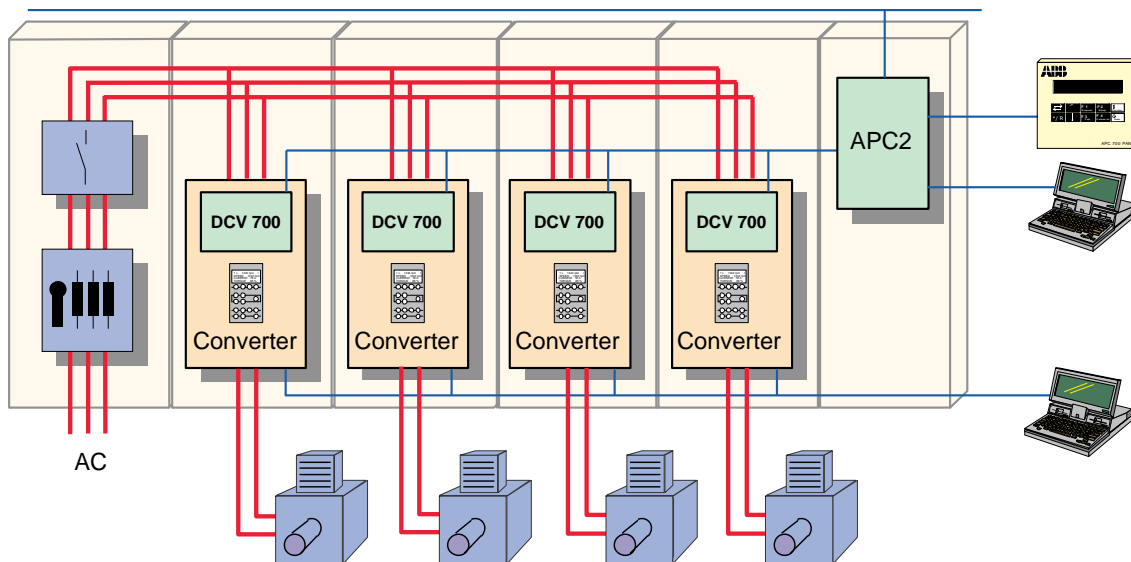 ABB
APC2
APC 700 PAN
DCV 700
DCV 700
DCV 700
DCV 700
Converter
Converter
Converter
Converter
AC